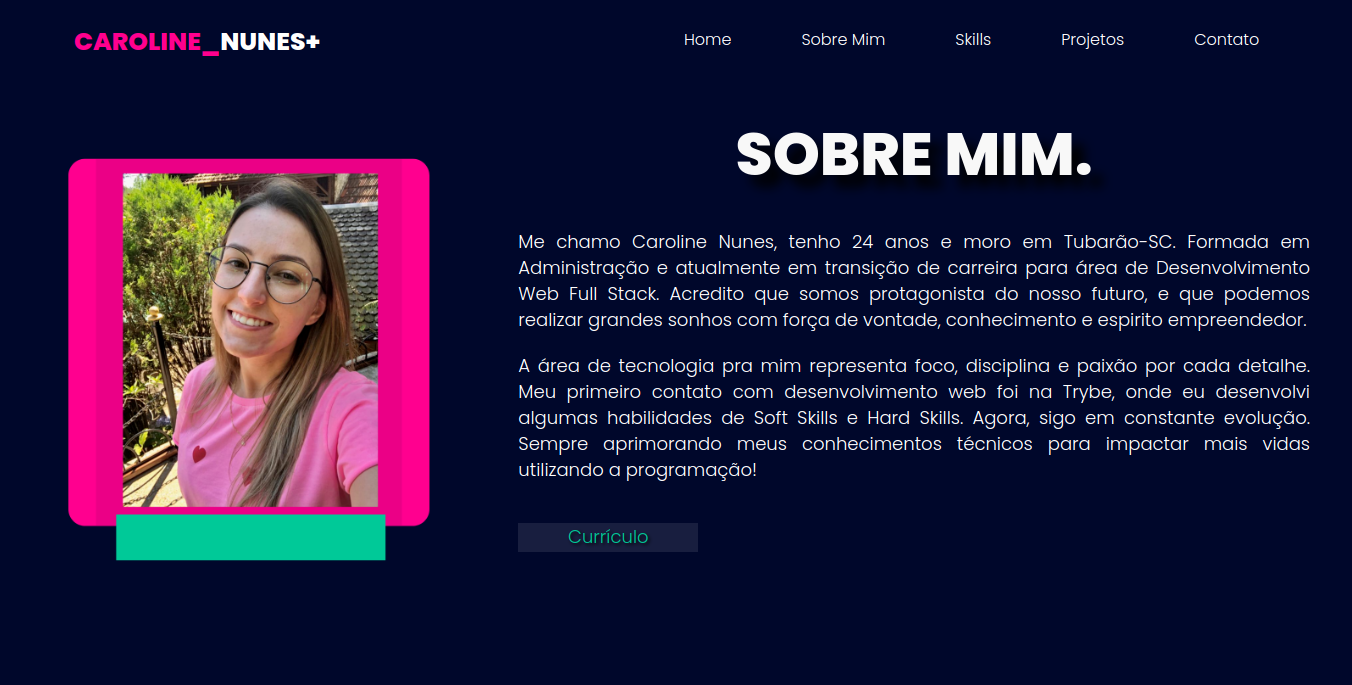 CAROLINE_NUNES+
Home Sobre Mim Skills Projetos Contato
SOBRE MIM.
Me chamo Caroline Nunes, tenho 24 anos e moro em Tubarão-SC. Formada em
Administração e atualmente em transição de carreira para área de Desenvolvimento
Web Full Stack. Acredito que somos protagonista do nosso futuro, e que podemos
realizar grandes sonhos com força de vontade, conhecimento e espirito empreendedor.
A área de tecnologia pra mim representa foco, disciplina e paixão por cada detalhe.
Meu primeiro contato com desenvolvimento web foi na Trybe, onde eu desenvolvi
algumas habilidades de Soft Skills e Hard Skills. Agora, sigo em constante evolução.
Sempre aprimorando meus conhecimentos técnicos para impactar mais vidas
utilizando a programação!
Currículo